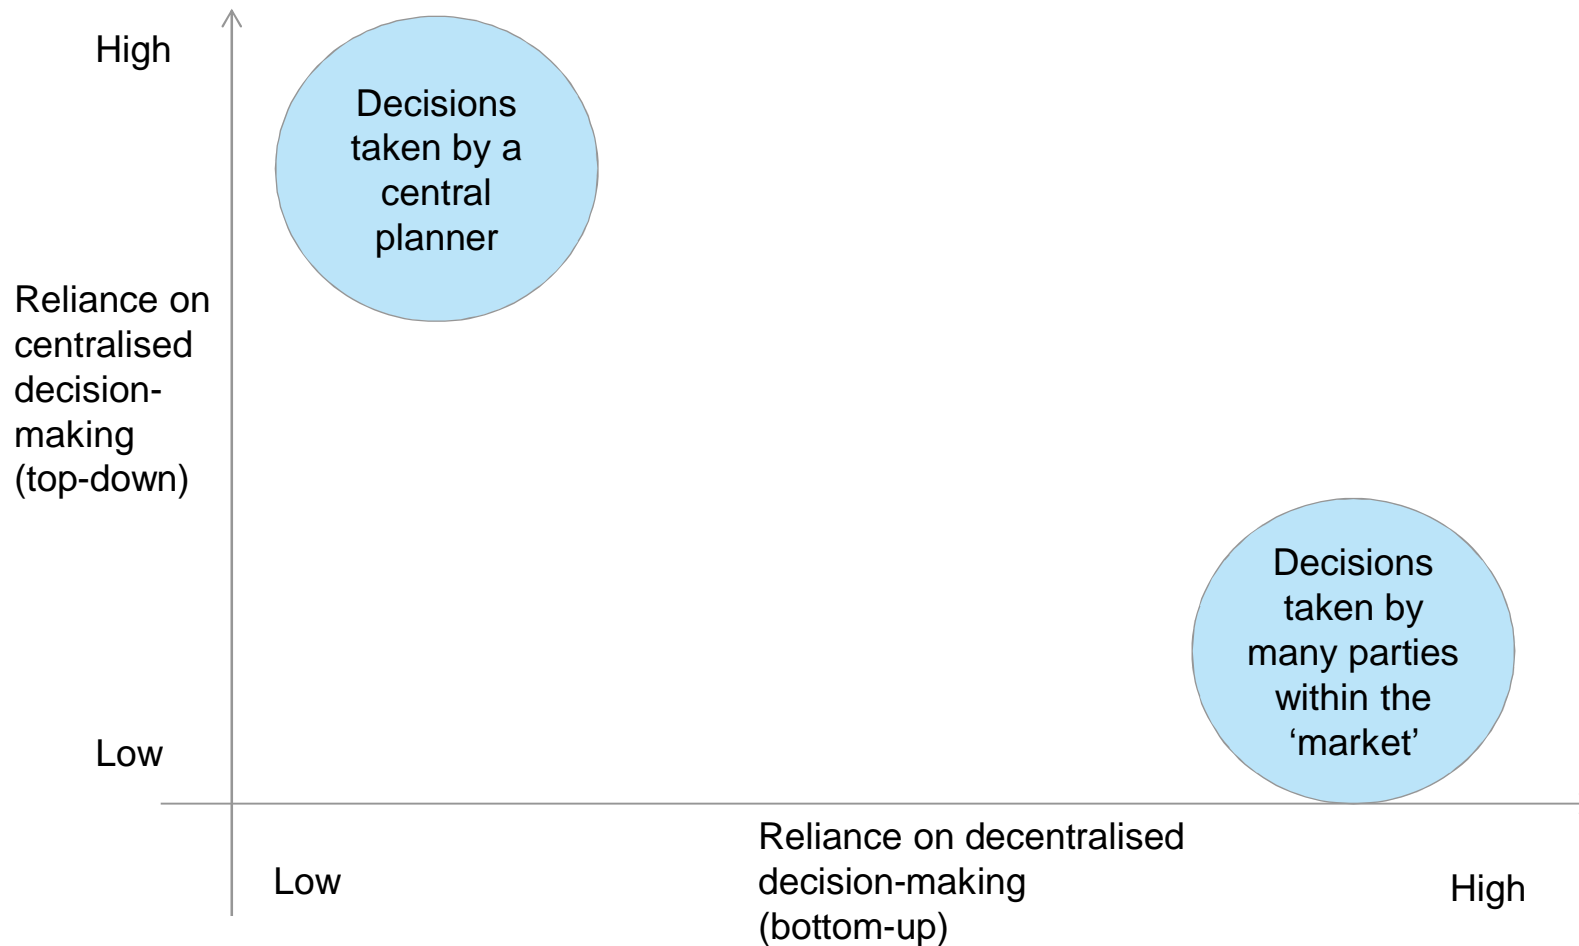 High
Decisions
taken by a
central
planner
Reliance on
centralised
decision-
making
(top-down)
Decisions
taken by
many parties
within the
‘market’
Low
Low
Reliance on decentralised
decision-making
(bottom-up)
High